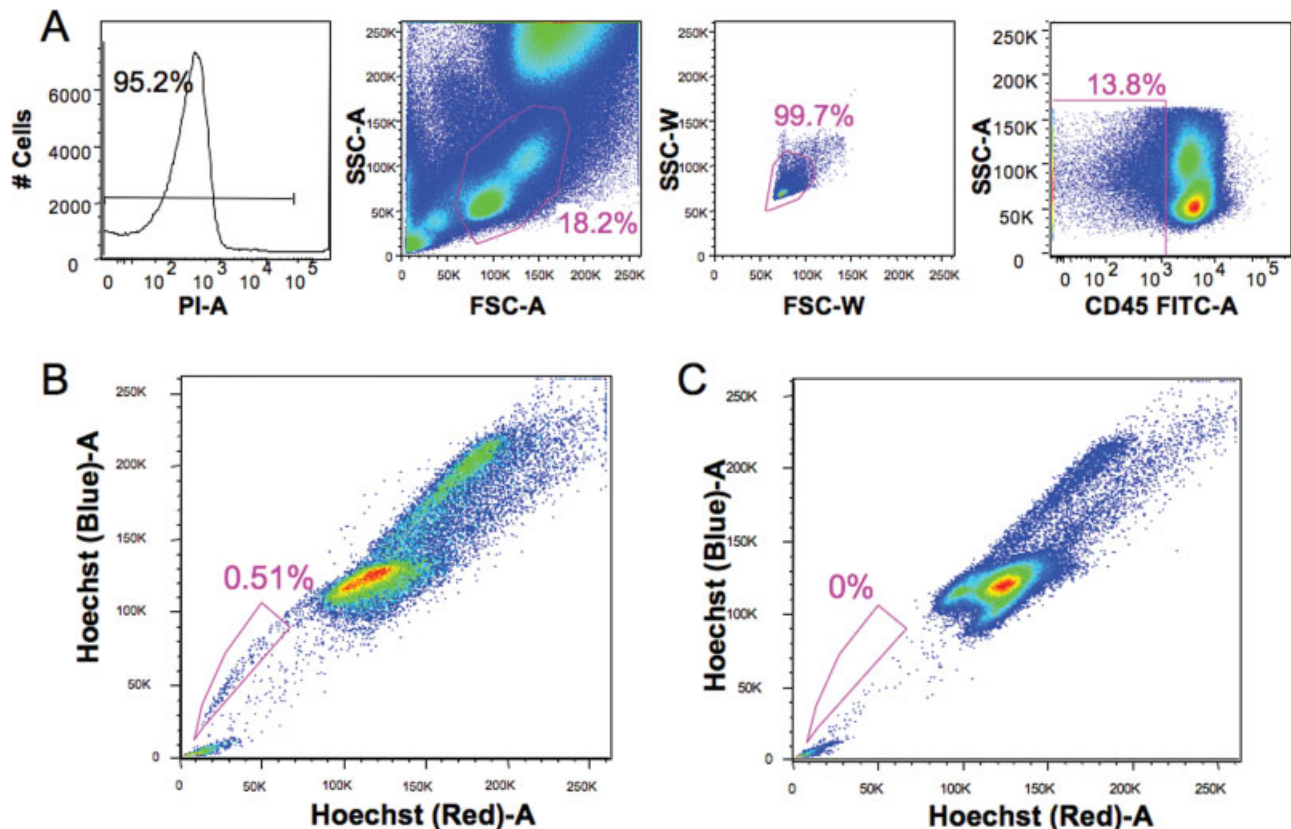 A
95.2%
# Cells
6000
4000
2000
0
0 10 2 10 3 10 4 10 5
PI-A
SSC-A
250K
200K
150K
100K
50K
0
18.2%
0 50K 100K 150K 200K 250K
FSC-A
SSC-W
250K
200K
150K
100K
50K
0
99.7%
0 50K 100K 150K 200K 250K
FSC-W
13.8%
SSC-A
250K
200K
150K
100K
50K
0
0 10 2 10 3 10 4 10 5
CD45 FITC-A
B
Hoechst (Blue)-A
250K
200K
150K
100K
50K
0
0.51%
0 50K 100K 150K 200K 250K
Hoechst (Red)-A
C
Hoechst (Blue)-A
250K
200K
150K
100K
50K
0
0%
0 50K 100K 150K 200K 250K
Hoechst (Red)-A